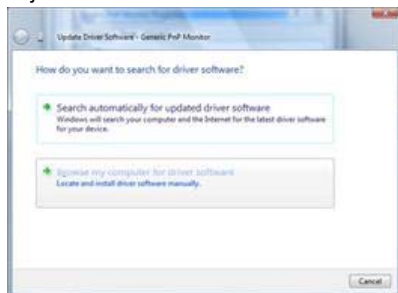 Update Driver Software - Generic PnP Monitor
How do you want to search for driver software?
Search automatically for updated driver software
Windows will search your computer and the Internet for the latest driver software
for your device.
Browse my computer for driver software
Locate and install driver software manually.
Cancel